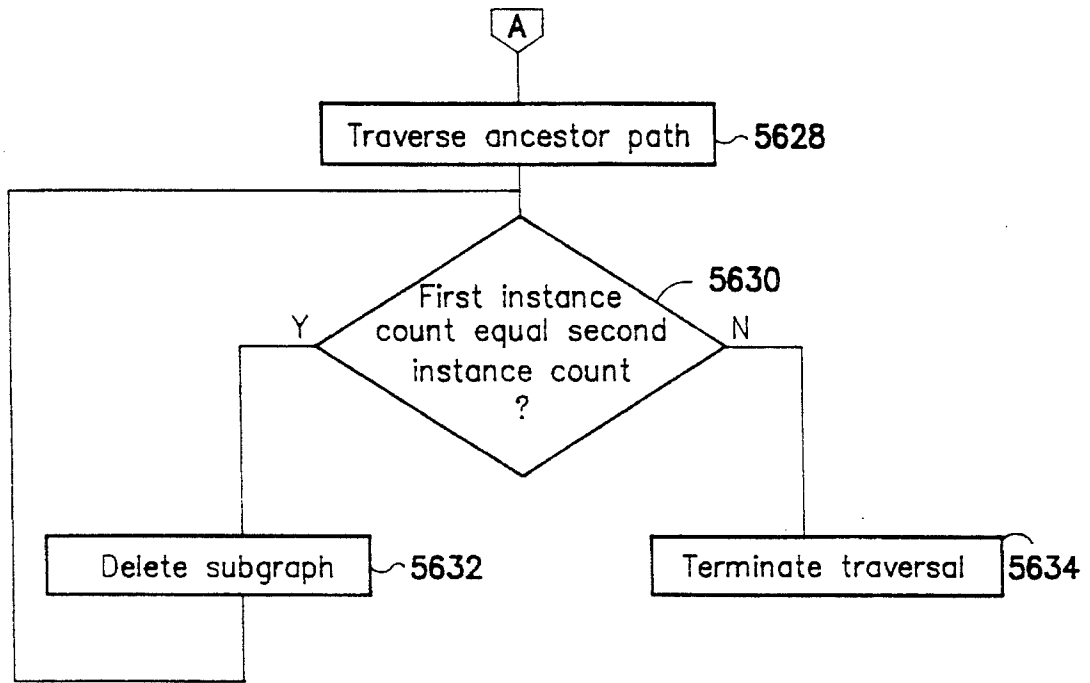 A
Traverse ancestor path
5628
First instance
count equal second
instance count
?
5630
Y
N
Delete subgraph
5632
Terminate traversal
5634